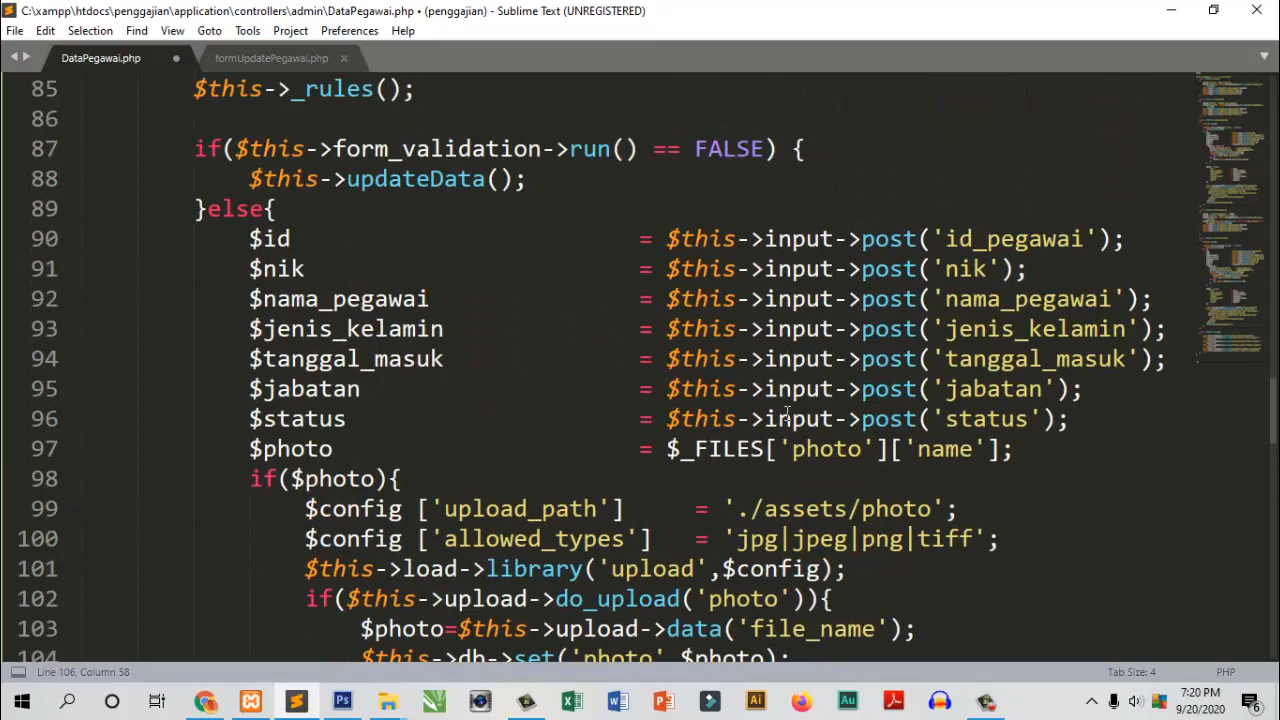 C:\xampp\htdocs\penggajian\application\controllers\admin\DataPegawai.php • (penggajian) - Sublime Text (UNREGISTERED)
File Edit Selection Find View Goto Tools Project Preferences Help
DataPegawai.php formUpdatePegawai.php
85 $this->_rules();
86
87 if($this->form_validation->run() == FALSE) {
88 $this->updateData();
89 }else{
90 $id = $this->input->post('id_pegawai');
91 $nik = $this->input->post('nik');
92 $nama_pegawai = $this->input->post('nama_pegawai');
93 $jenis_kelamin = $this->input->post('jenis_kelamin');
94 $tanggal_masuk = $this->input->post('tanggal_masuk');
95 $jabatan = $this->input->post('jabatan');
96 $status = $this->input->post('status');
97 $photo = $_FILES['photo']['name'];
98 if($photo){
99 $config ['upload_path'] = './assets/photo';
100 $config ['allowed_types'] = 'jpg|jpeg|png|tiff';
101 $this->load->library('upload',$config);
102 if($this->upload->do_upload('photo')){
103 $photo=$this->upload->data('file_name');
104 $this->db->set('photo',$photo);
Line 106, Column 58 Tab Size: 4 PHP
7:20 PM
9/20/2020
6